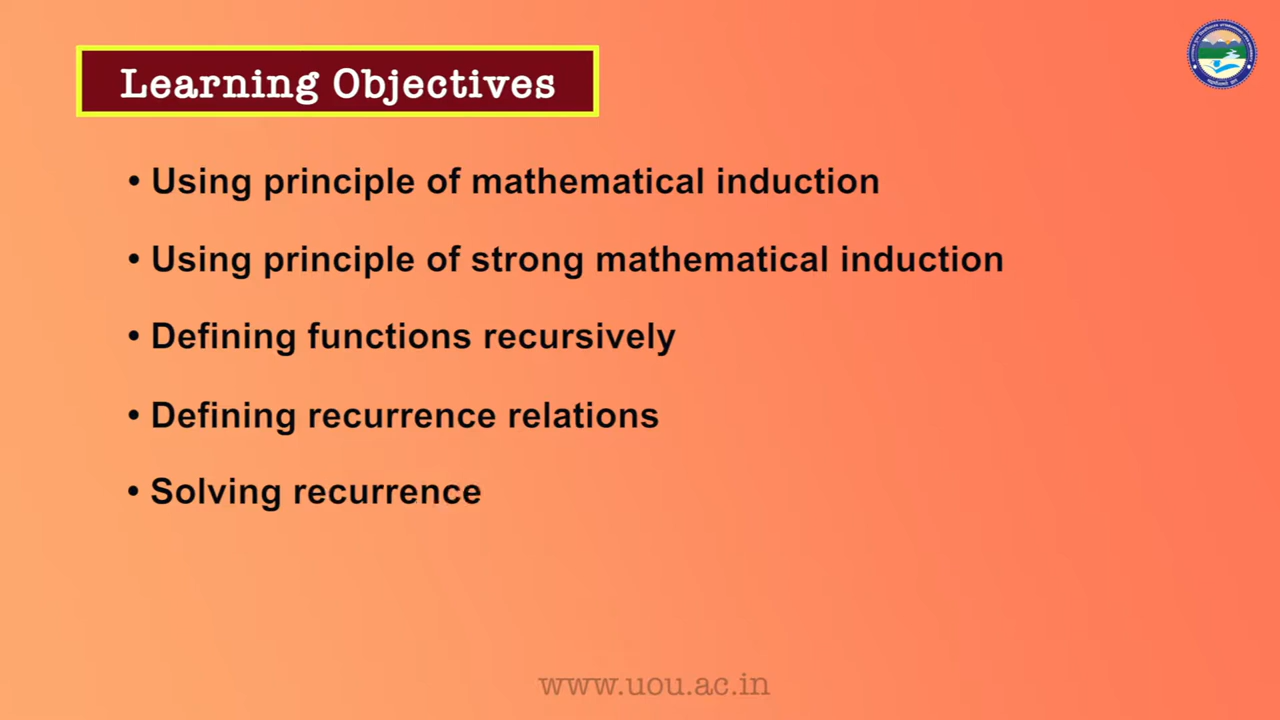 Learning Objectives
• Using principle of mathematical induction
• Using principle of strong mathematical induction
• Defining functions recursively
• Defining recurrence relations
• Solving recurrence
www.uou.ac.in